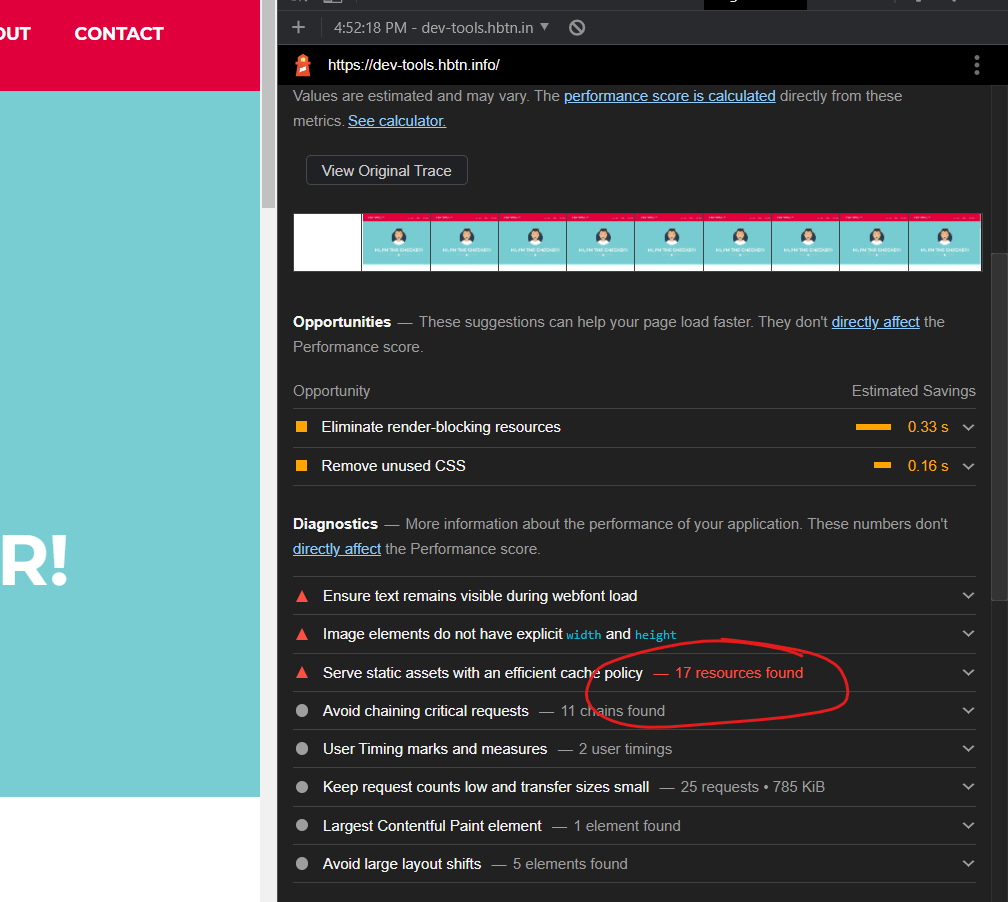 OUT CONTACT
R!
4:52:18 PM - dev-tools.hbtn.in
https://dev-tools.hbtn.info/
Values are estimated and may vary. The performance score is calculated directly from these
metrics. See calculator.
View Original Trace
Opportunities — These suggestions can help your page load faster. They don't directly affect the
Performance score.
Opportunity Estimated Savings
Eliminate render-blocking resources 0.33 s
Remove unused CSS 0.16 s
Diagnostics — More information about the performance of your application. These numbers don't
directly affect the Performance score.
Ensure text remains visible during webfont load
Image elements do not have explicit width and height
Serve static assets with an efficient cache policy — 17 resources found
Avoid chaining critical requests — 11 chains found
User Timing marks and measures — 2 user timings
Keep request counts low and transfer sizes small — 25 requests • 785 KiB
Largest Contentful Paint element — 1 element found
Avoid large layout shifts — 5 elements found